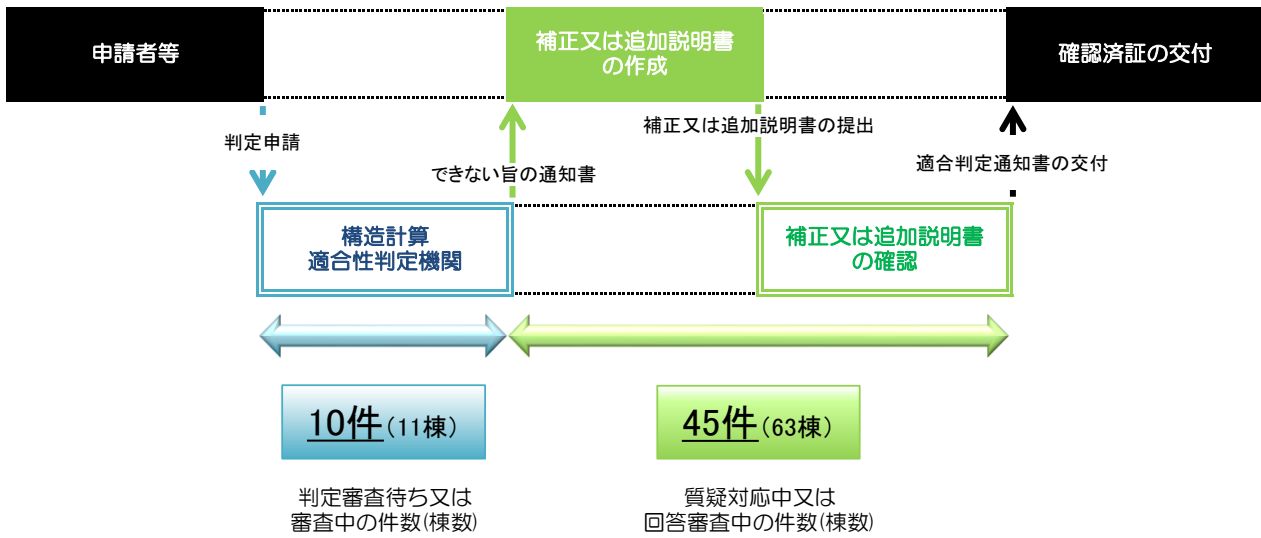 申請者等
補正又は追加説明書
の作成
確認済証の交付
判定申請
できない旨の通知書
補正又は追加説明書の提出
適合判定通知書の交付
構造計算
適合性判定機関
補正又は追加説明書
の確認
10件(11棟)
45件(63棟)
判定審査待ち又は
審査中の件数(棟数)
質疑対応中又は
回答審査中の件数(棟数)